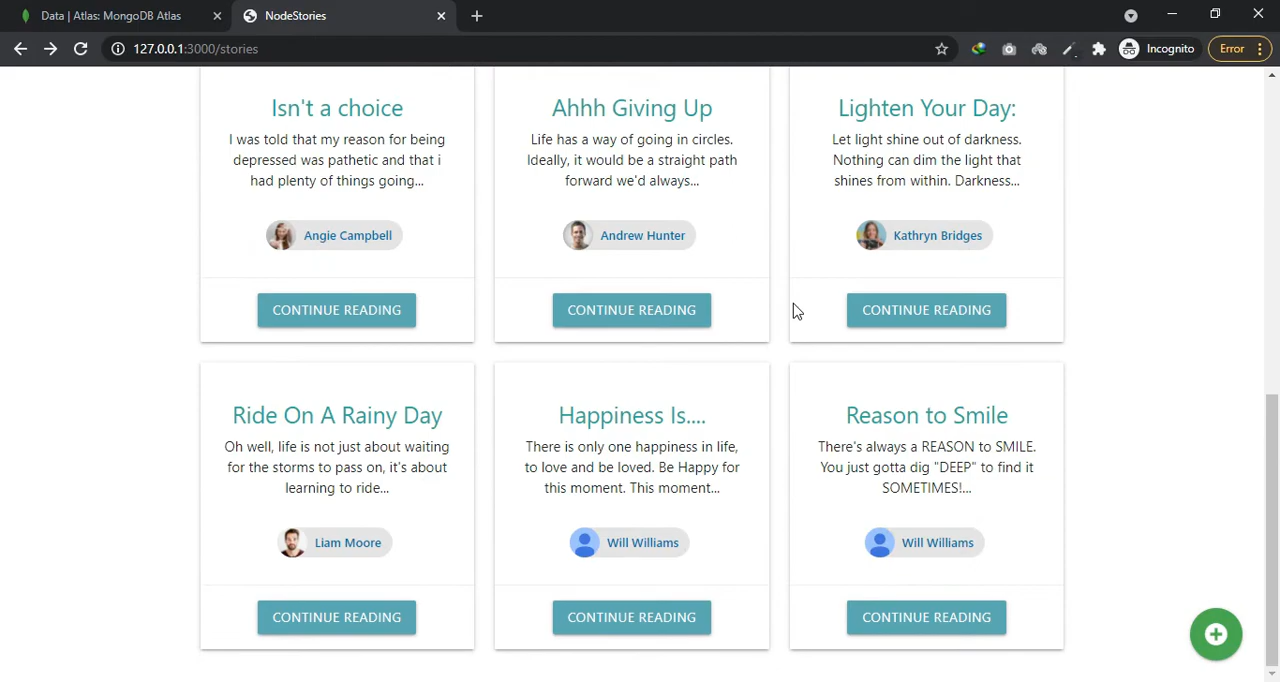 Data | Atlas: MongoDB Atlas
NodeStories
127.0.0.1:3000/stories
Incognito
Error
Isn't a choice
I was told that my reason for being
depressed was pathetic and that i
had plenty of things going...
Angie Campbell
CONTINUE READING
Ahhh Giving Up
Life has a way of going in circles.
Ideally, it would be a straight path
forward we'd always...
Andrew Hunter
CONTINUE READING
Lighten Your Day:
Let light shine out of darkness.
Nothing can dim the light that
shines from within. Darkness...
Kathryn Bridges
CONTINUE READING
Ride On A Rainy Day
Oh well, life is not just about waiting
for the storms to pass on, it's about
learning to ride...
Liam Moore
CONTINUE READING
Happiness Is....
There is only one happiness in life,
to love and be loved. Be Happy for
this moment. This moment...
Will Williams
CONTINUE READING
Reason to Smile
There's always a REASON to SMILE.
You just gotta dig "DEEP" to find it
SOMETIMES!...
Will Williams
CONTINUE READING